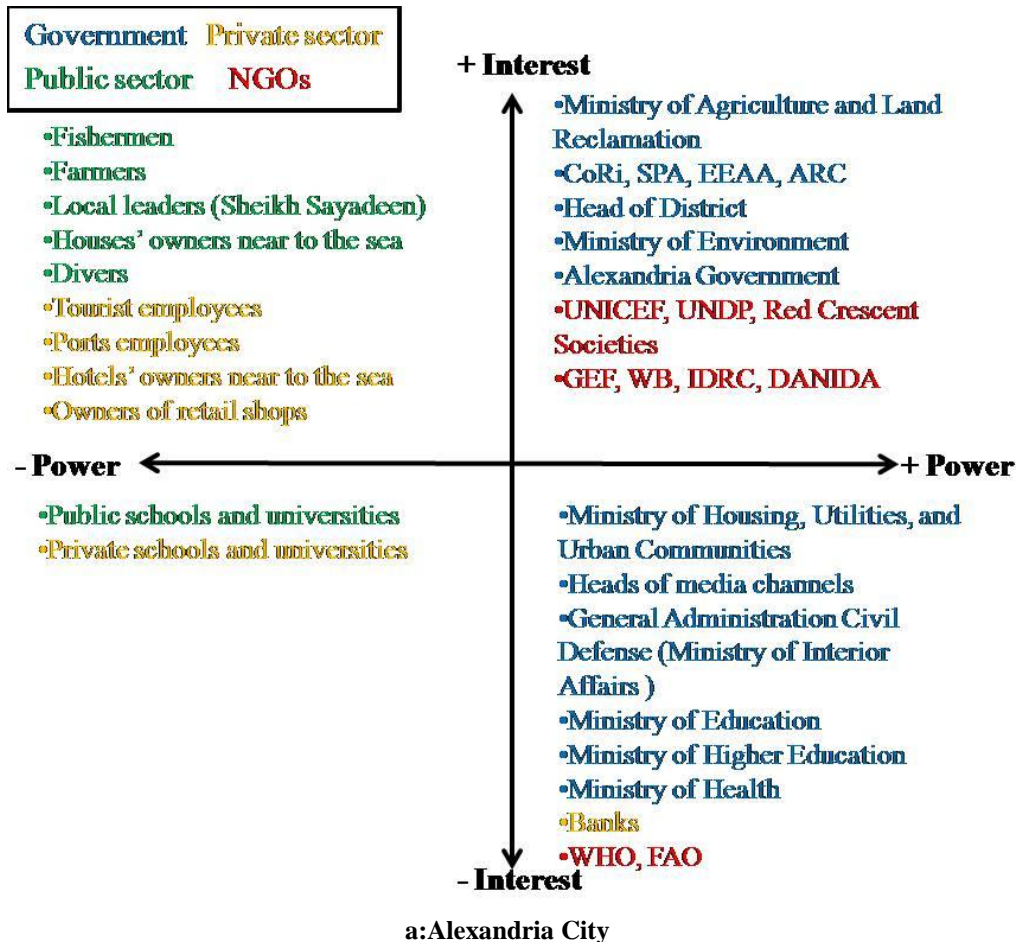 Government Private sector
Public sector NGOs
+ Interest
•Fishermen
•Farmers
•Local leaders (Sheikh Sayadeen)
•Houses’ owners near to the sea
•Divers
•Tourist employees
•Ports employees
•Hotels’ owners near to the sea
•Owners of retail shops
•Ministry of Agriculture and Land
Reclamation
•CoRi, SPA, EEAA, ARC
•Head of District
•Ministry of Environment
•Alexandria Government
•UNICEF, UNDP, Red Crescent
Societies
•GEF, WB, IDRC, DANIDA
- Power
+ Power
•Public schools and universities
•Private schools and universities
•Ministry of Housing, Utilities, and
Urban Communities
•Heads of media channels
•General Administration Civil
Defense (Ministry of Interior
Affairs )
•Ministry of Education
•Ministry of Higher Education
•Ministry of Health
•Banks
•WHO, FAO
- Interest
a:Alexandria City